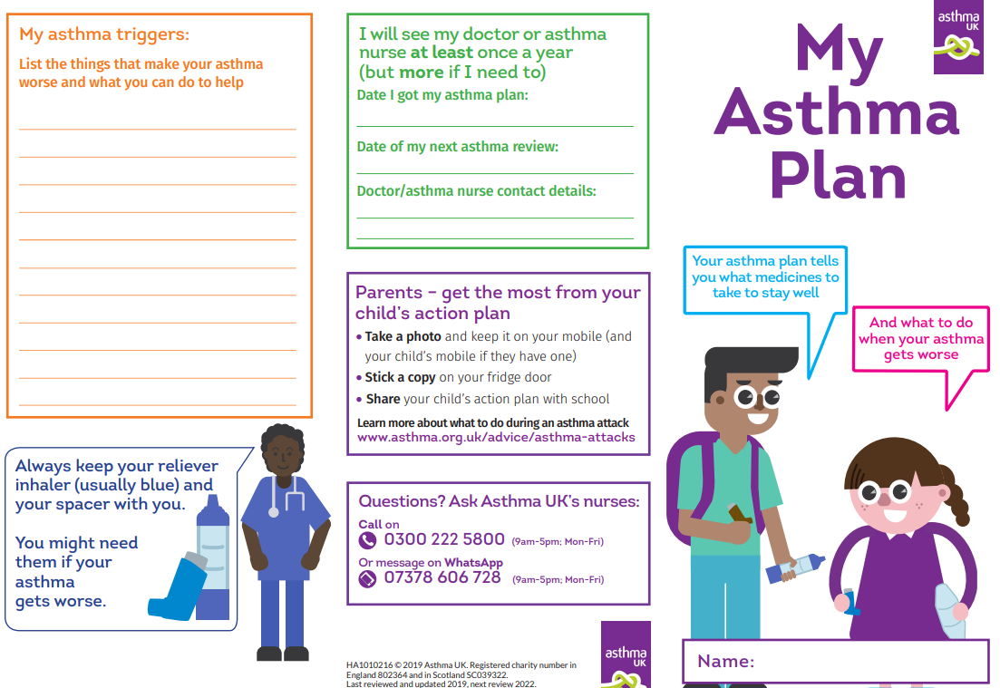 My asthma triggers:
List the things that make your asthma
worse and what you can do to help
Always keep your reliever
inhaler (usually blue) and
your spacer with you.
You might need
them if your
asthma
gets worse.
I will see my doctor or asthma
nurse at least once a year
(but more if I need to)
Date I got my asthma plan:
Date of my next asthma review:
Doctor/asthma nurse contact details:
Parents – get the most from your
child's action plan
• Take a photo and keep it on your mobile (and
your child's mobile if they have one)
• Stick a copy on your fridge door
• Share your child's action plan with school
Learn more about what to do during an asthma attack
www.asthma.org.uk/advice/asthma-attacks
Questions? Ask Asthma UK's nurses:
Call on
0300 222 5800 (9am-5pm; Mon-Fri)
Or message on WhatsApp
07378 606 728 (9am-5pm; Mon-Fri)
HA1010216 © 2019 Asthma UK. Registered charity number in
England 802364 and in Scotland SC039322.
Last reviewed and updated 2019, next review 2022.
asthma
UK
asthma
UK
My
Asthma
Plan
Your asthma plan tells
you what medicines to
take to stay well
And what to do
when your asthma
gets worse
Name: